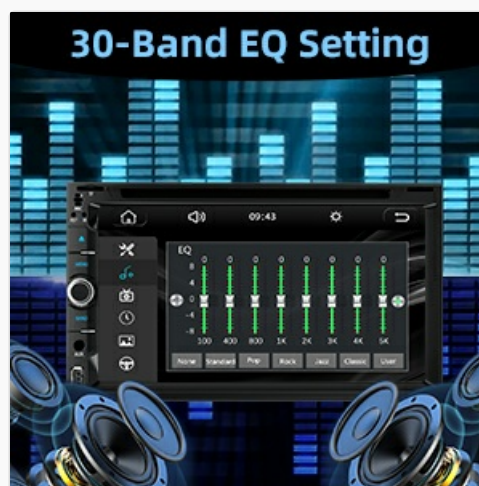 30-Band EQ Setting
09:43
EQ
0 0 0 0 0 0 0 0
8
4
0
-4
-8
100 400 800 1K 2K 3K 4K 5K
None Standard Pop Rock Jazz Classic User